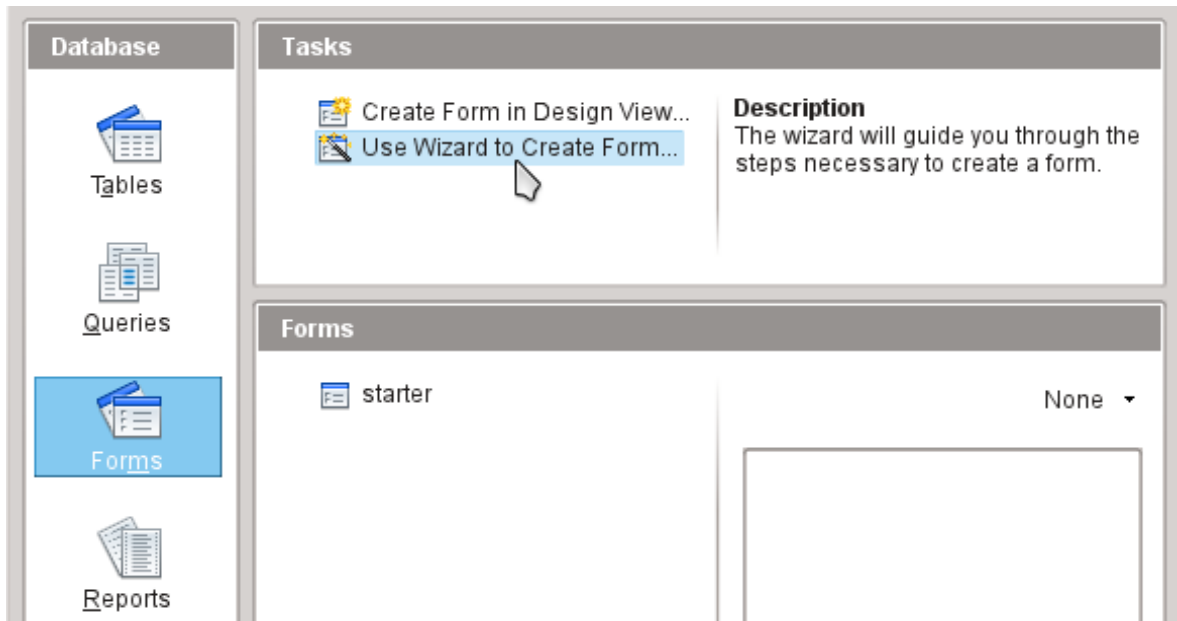 Database
Tables
Queries
Forms
Reports
Tasks
Create Form in Design View...
Use Wizard to Create Form...
Description
The wizard will guide you through the
steps necessary to create a form.
Forms
starter
None